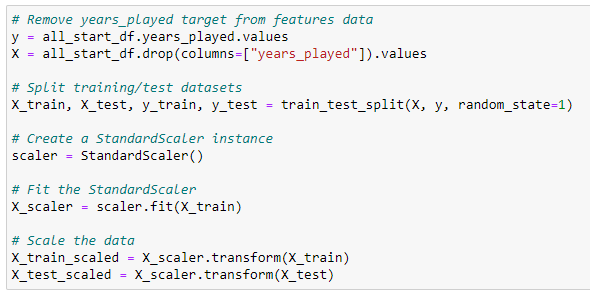 # Remove years_played target from features data
y = all_start_df.years_played.values
X = all_start_df.drop(columns=["years_played"]).values
# Split training/test datasets
X_train, X_test, y_train, y_test = train_test_split(X, y, random_state=1)
# Create a StandardScaler instance
scaler = StandardScaler()
# Fit the StandardScaler
X_scaler = scaler.fit(X_train)
# Scale the data
X_train_scaled = X_scaler.transform(X_train)
X_test_scaled = X_scaler.transform(X_test)